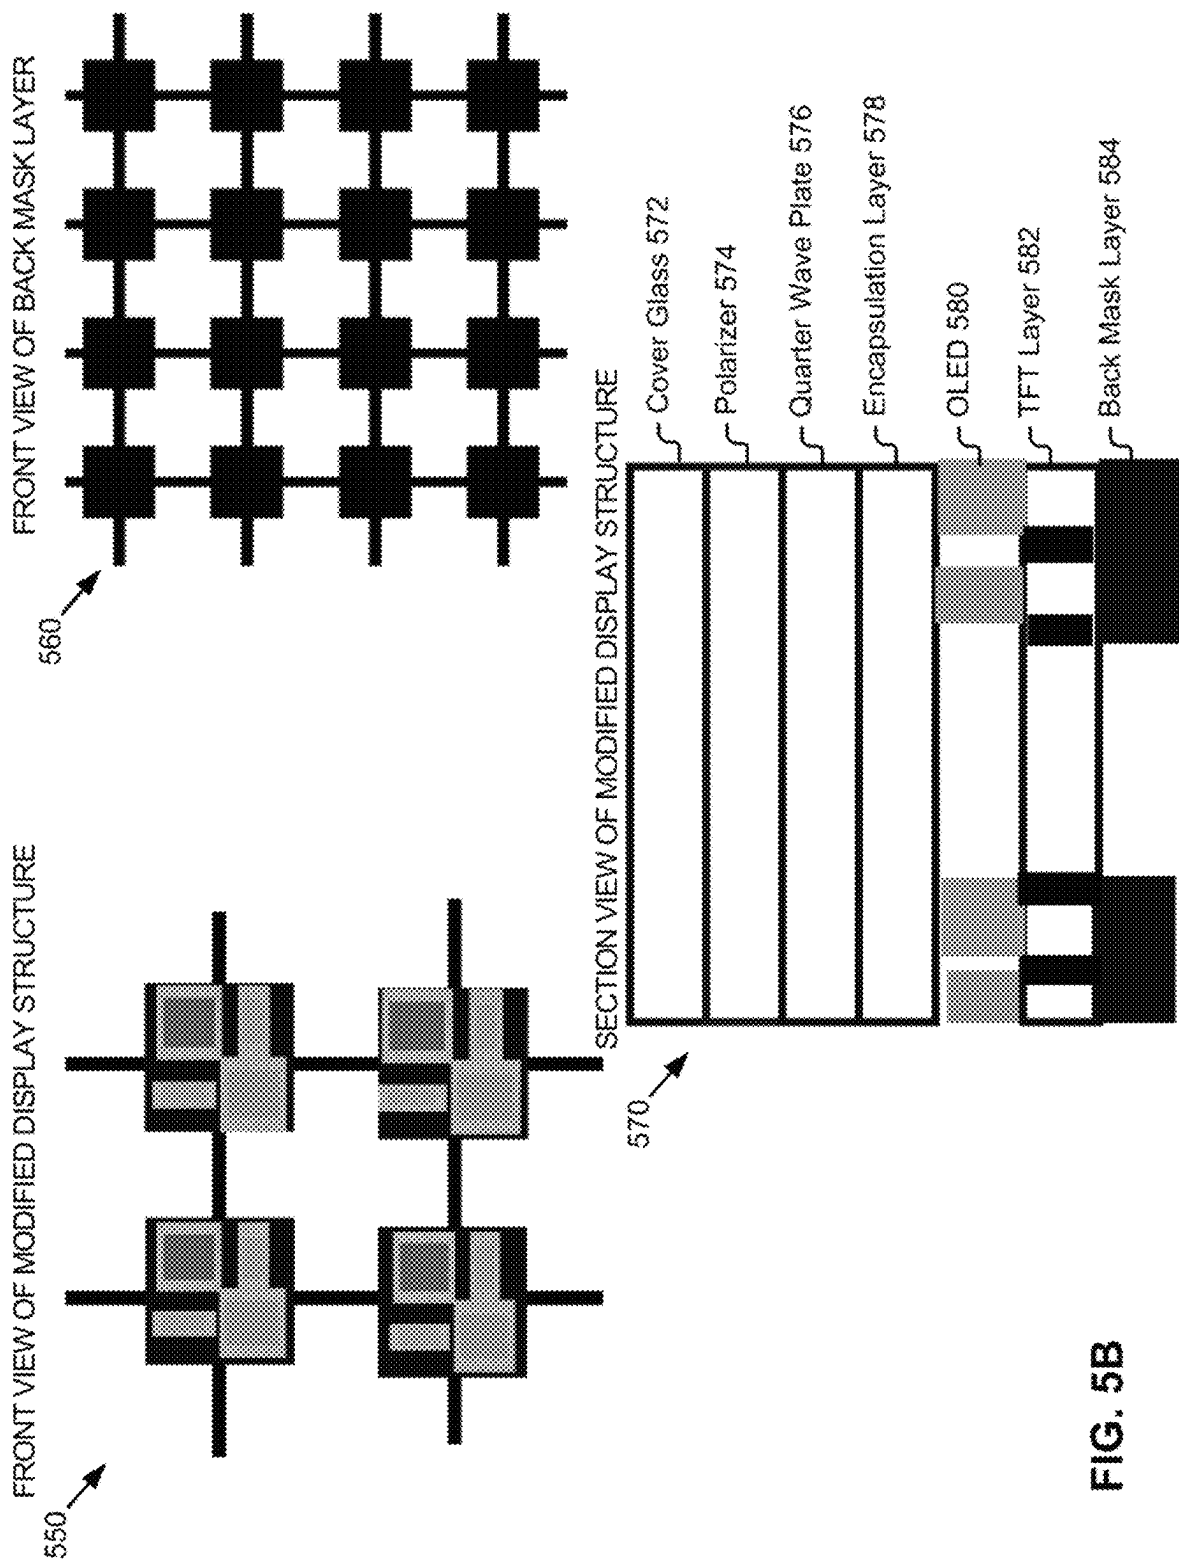 FRONT VIEW OF MODIFIED DISPLAY STRUCTURE
550
FRONT VIEW OF BACK MASK LAYER
560
SECTION VIEW OF MODIFIED DISPLAY STRUCTURE
570
Cover Glass 572
Polarizer 574
Quarter Wave Plate 576
Encapsulation Layer 578
OLED 580
TFT Layer 582
Back Mask Layer 584
FIG. 5B